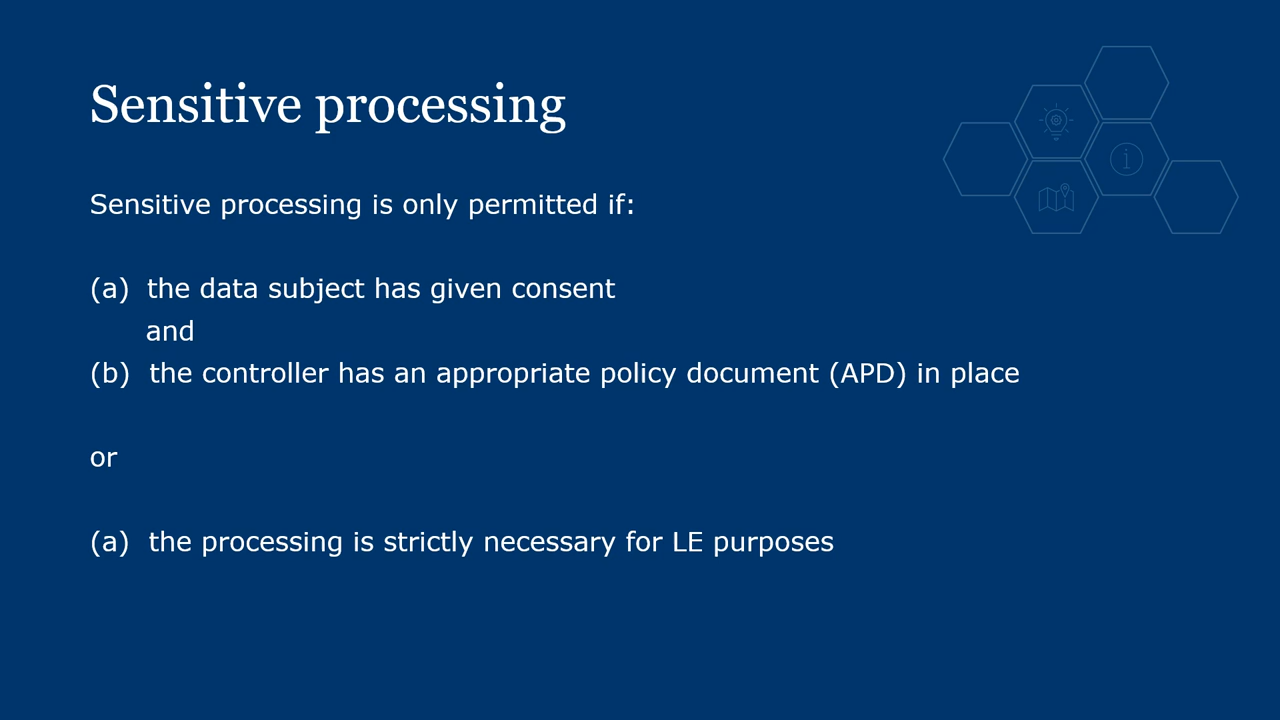 Sensitive processing
Sensitive processing is only permitted if:
(a) the data subject has given consent
and
(b) the controller has an appropriate policy document (APD) in place
or
(a) the processing is strictly necessary for LE purposes